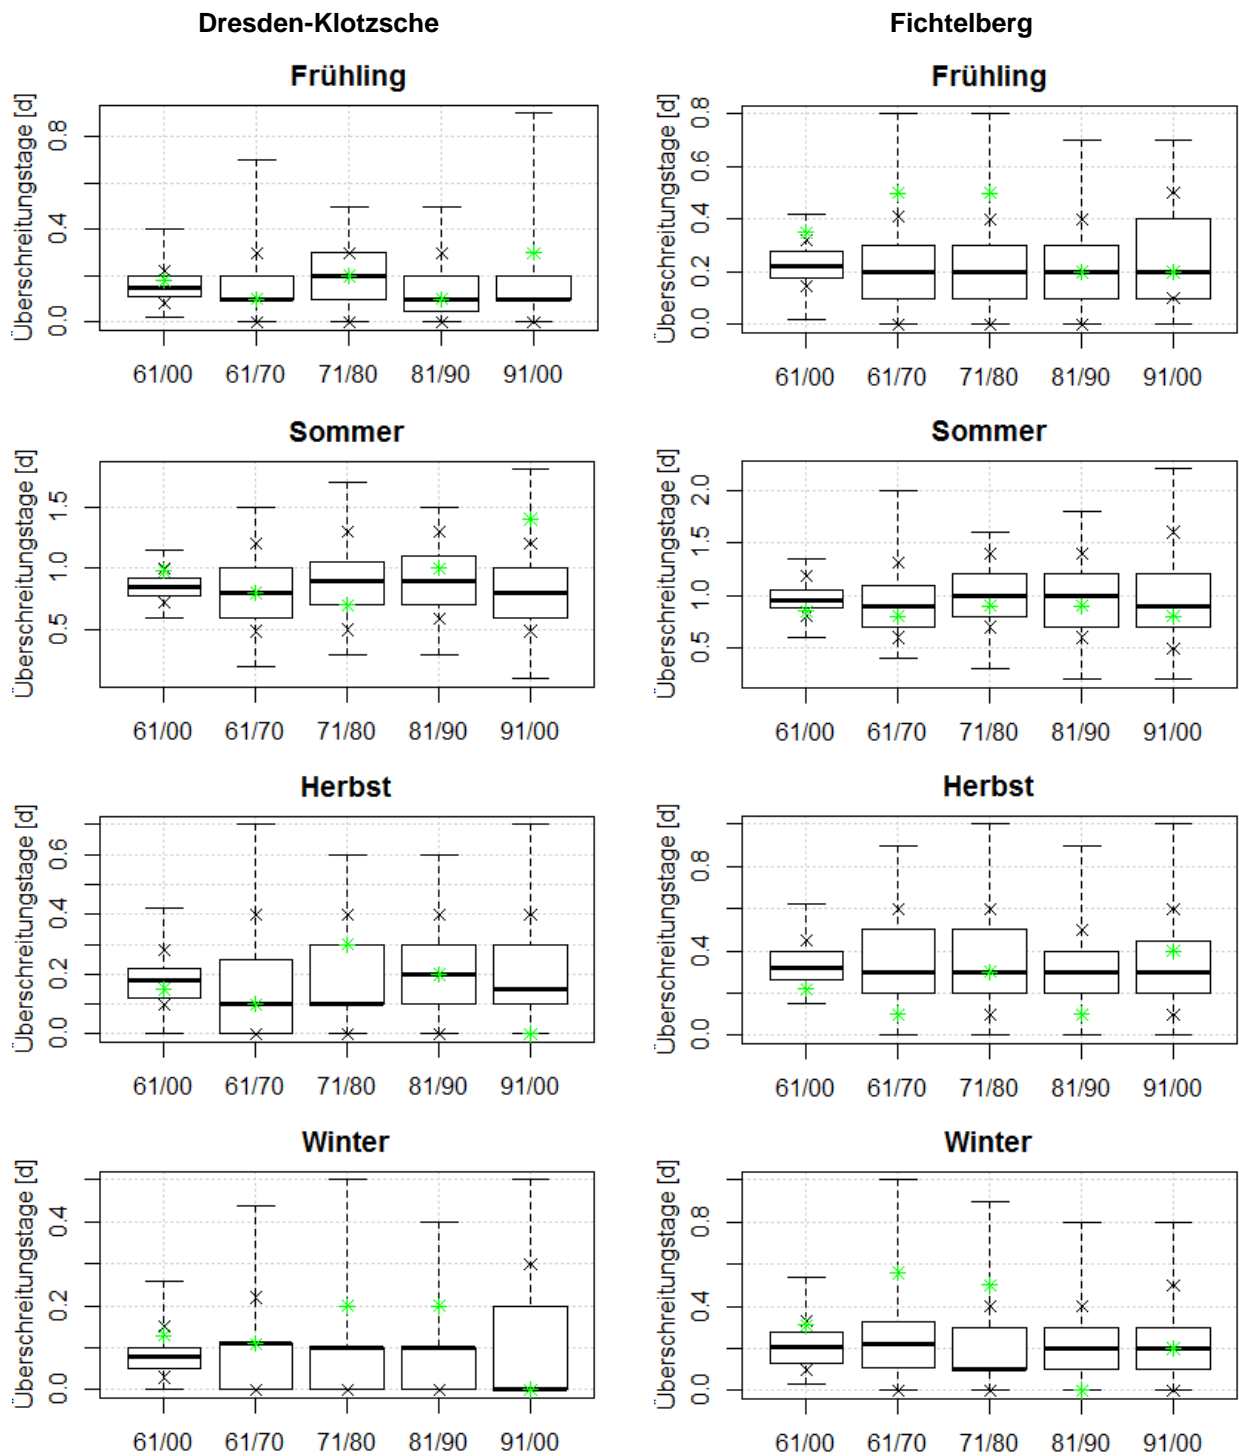 Dresden-Klotzsche
Fichtelberg
Frühling
Überschreitungstage [d]
0.8
0.4
0.0
61/00 61/70 71/80 81/90 91/00
Frühling
Überschreitungstage [d]
0.8
0.6
0.4
0.2
0.0
61/00 61/70 71/80 81/90 91/00
Sommer
Überschreitungstage [d]
1.5
1.0
0.5
61/00 61/70 71/80 81/90 91/00
Sommer
Überschreitungstage [d]
2.0
1.5
1.0
0.5
61/00 61/70 71/80 81/90 91/00
Herbst
Überschreitungstage [d]
0.6
0.4
0.2
0.0
61/00 61/70 71/80 81/90 91/00
Herbst
Überschreitungstage [d]
0.8
0.4
0.0
61/00 61/70 71/80 81/90 91/00
Winter
Überschreitungstage [d]
0.4
0.2
0.0
61/00 61/70 71/80 81/90 91/00
Winter
Überschreitungstage [d]
0.8
0.4
0.0
61/00 61/70 71/80 81/90 91/00